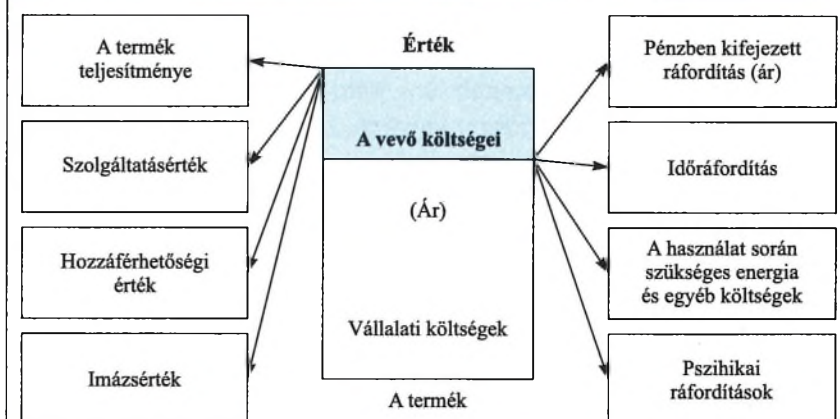 A termék
teljesítménye
Szolgáltatásérték
Hozzáférhetőségi
érték
Imázsérték
Érték
A vevő költségei
(Ár)
Vállalati költségek
A termék
Pénzben kifejezett
ráfordítás (ár)
Időráfordítás
A használat során
szükséges energia
és egyéb költségek
Pszihikai
ráfordítások